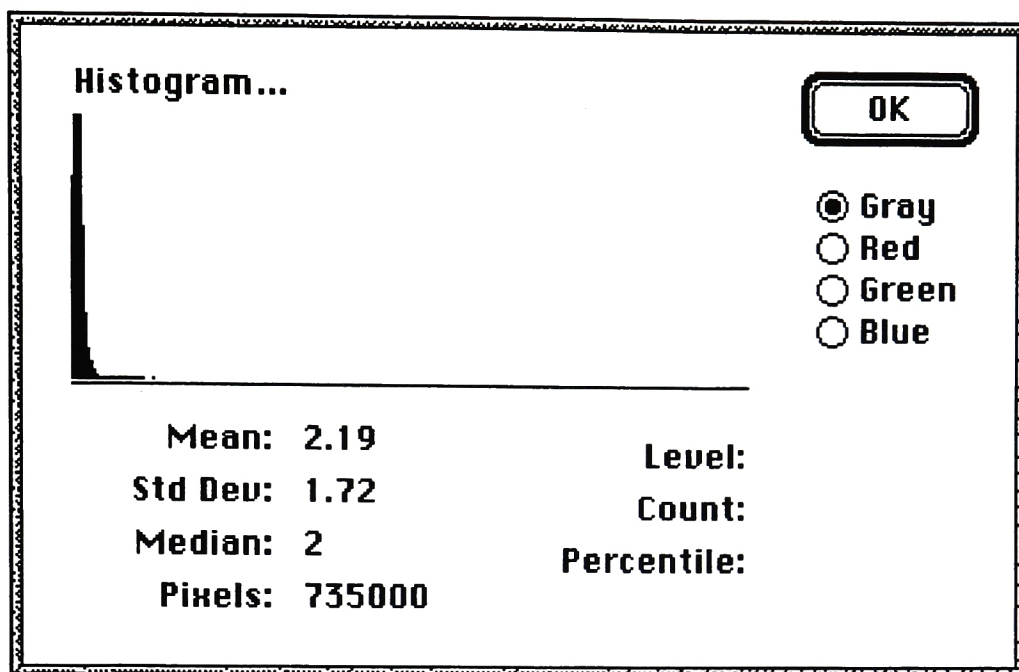 Histogram...
OK
Gray
Red
Green
Blue
Mean: 2.19
Std Dev: 1.72
Median: 2
Pixels: 735000
Level:
Count:
Percentile: